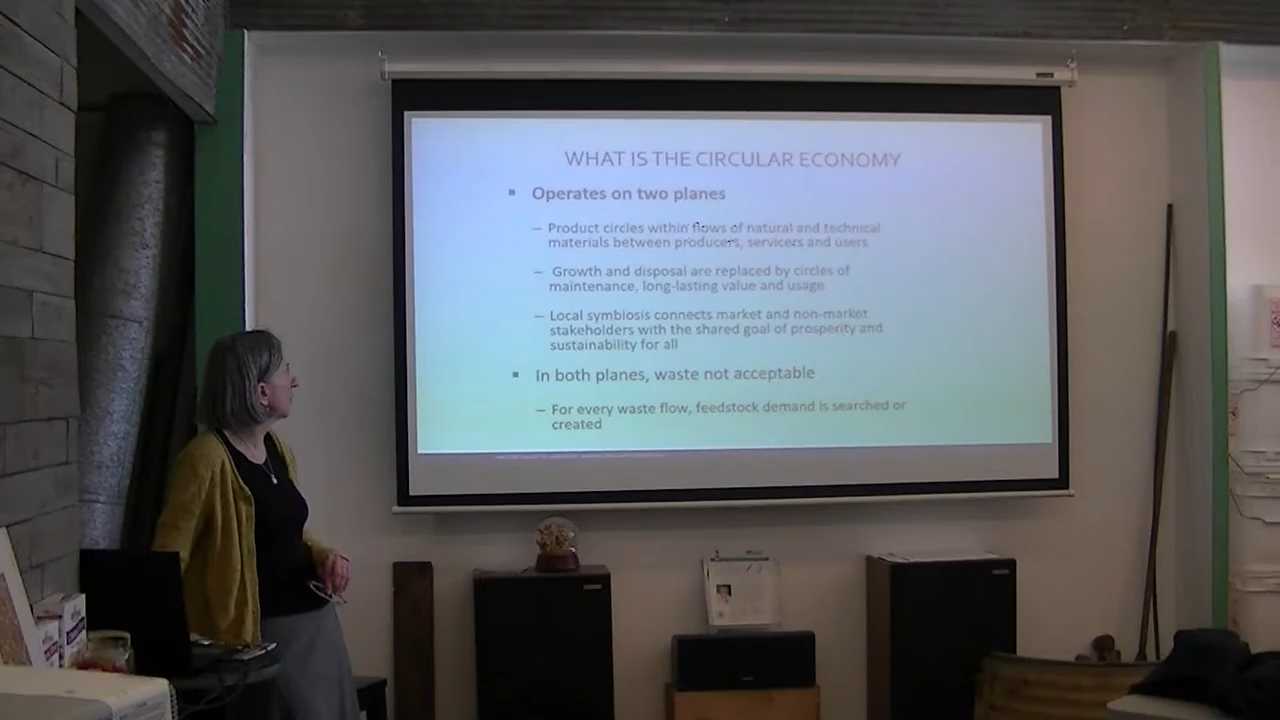 WHAT IS THE CIRCULAR ECONOMY
▪ Operates on two planes
– Product circles within flows of natural and technical
materials between producers, servicers and users
– Growth and disposal are replaced by circles of
maintenance, long-lasting value and usage
– Local symbiosis connects market and non-market
stakeholders with the shared goal of prosperity and
sustainability for all
▪ In both planes, waste not acceptable
– For every waste flow, feedstock demand is searched or
created